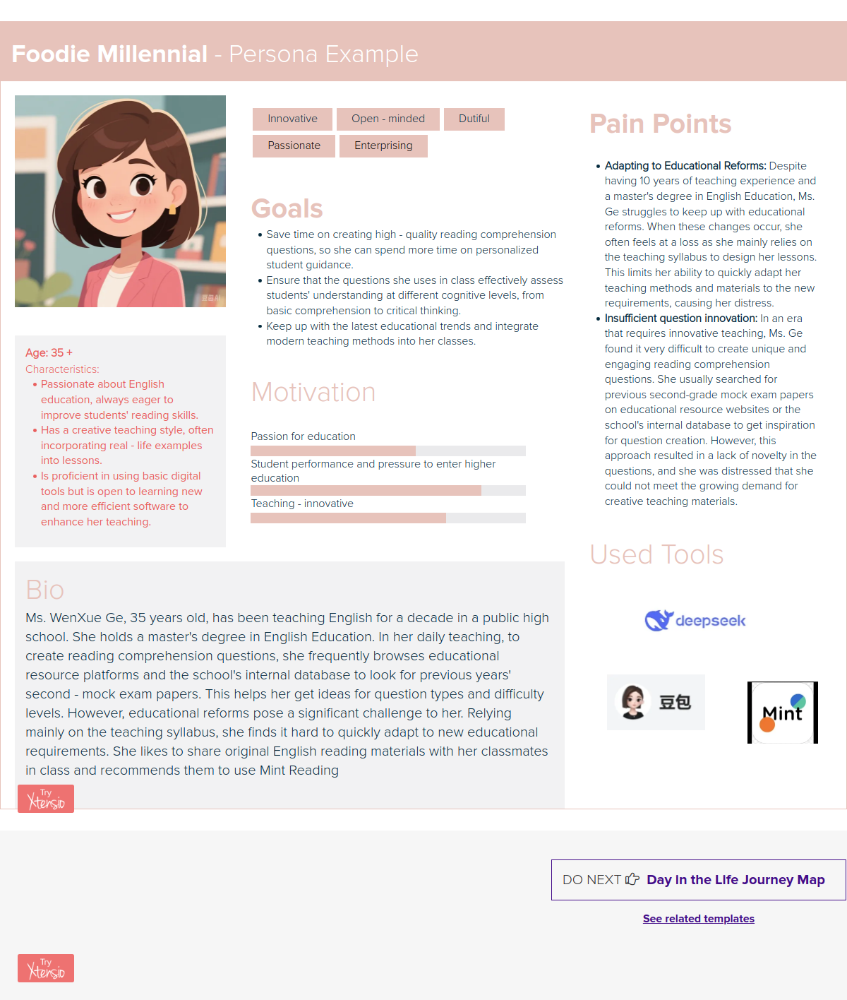 Foodie Millennial - Persona Example
豆包AI
Innovative
Open - minded
Dutiful
Passionate
Enterprising
Goals
Save time on creating high - quality reading comprehension
questions, so she can spend more time on personalized
student guidance.
Ensure that the questions she uses in class effectively assess
students' understanding at different cognitive levels, from
basic comprehension to critical thinking.
Keep up with the latest educational trends and integrate
modern teaching methods into her classes.
Age: 35 +
Characteristics:
Passionate about English
education, always eager to
improve students' reading skills.
Has a creative teaching style, often
incorporating real - life examples
into lessons.
Is proficient in using basic digital
tools but is open to learning new
and more efficient software to
enhance her teaching.
Motivation
Passion for education
Student performance and pressure to enter higher
education
Teaching - innovative
Pain Points
Adapting to Educational Reforms: Despite
having 10 years of teaching experience and
a master's degree in English Education, Ms.
Ge struggles to keep up with educational
reforms. When these changes occur, she
often feels at a loss as she mainly relies on
the teaching syllabus to design her lessons.
This limits her ability to quickly adapt her
teaching methods and materials to the new
requirements, causing her distress.
Insufficient question innovation: In an era
that requires innovative teaching, Ms. Ge
found it very difficult to create unique and
engaging reading comprehension
questions. She usually searched for
previous second-grade mock exam papers
on educational resource websites or the
school's internal database to get inspiration
for question creation. However, this
approach resulted in a lack of novelty in the
questions, and she was distressed that she
could not meet the growing demand for
creative teaching materials.
Used Tools
deepseek
豆包
Mint
Bio
Ms. WenXue Ge, 35 years old, has been teaching English for a decade in a public high
school. She holds a master's degree in English Education. In her daily teaching, to
create reading comprehension questions, she frequently browses educational
resource platforms and the school's internal database to look for previous years'
second - mock exam papers. This helps her get ideas for question types and difficulty
levels. However, educational reforms pose a significant challenge to her. Relying
mainly on the teaching syllabus, she finds it hard to quickly adapt to new educational
requirements. She likes to share original English reading materials with her classmates
in class and recommends them to use Mint Reading
Try
Xtensio
DO NEXT Day in the Life Journey Map
See related templates
Try
Xtensio